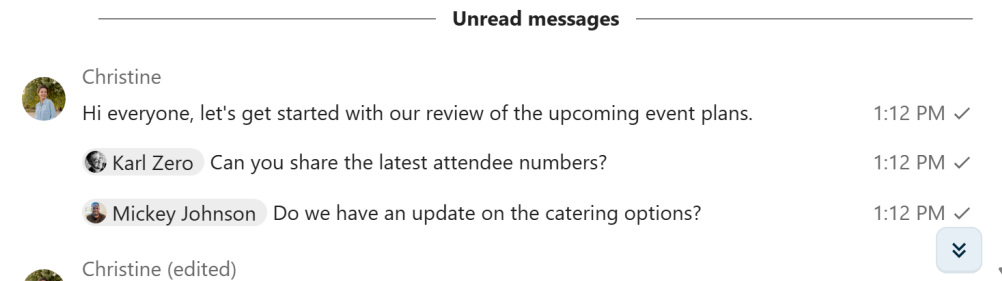 Unread messages
Christine
Hi everyone, let's get started with our review of the upcoming event plans. 1:12 PM
Karl Zero Can you share the latest attendee numbers? 1:12 PM
Mickey Johnson Do we have an update on the catering options? 1:12 PM
Christine (edited)